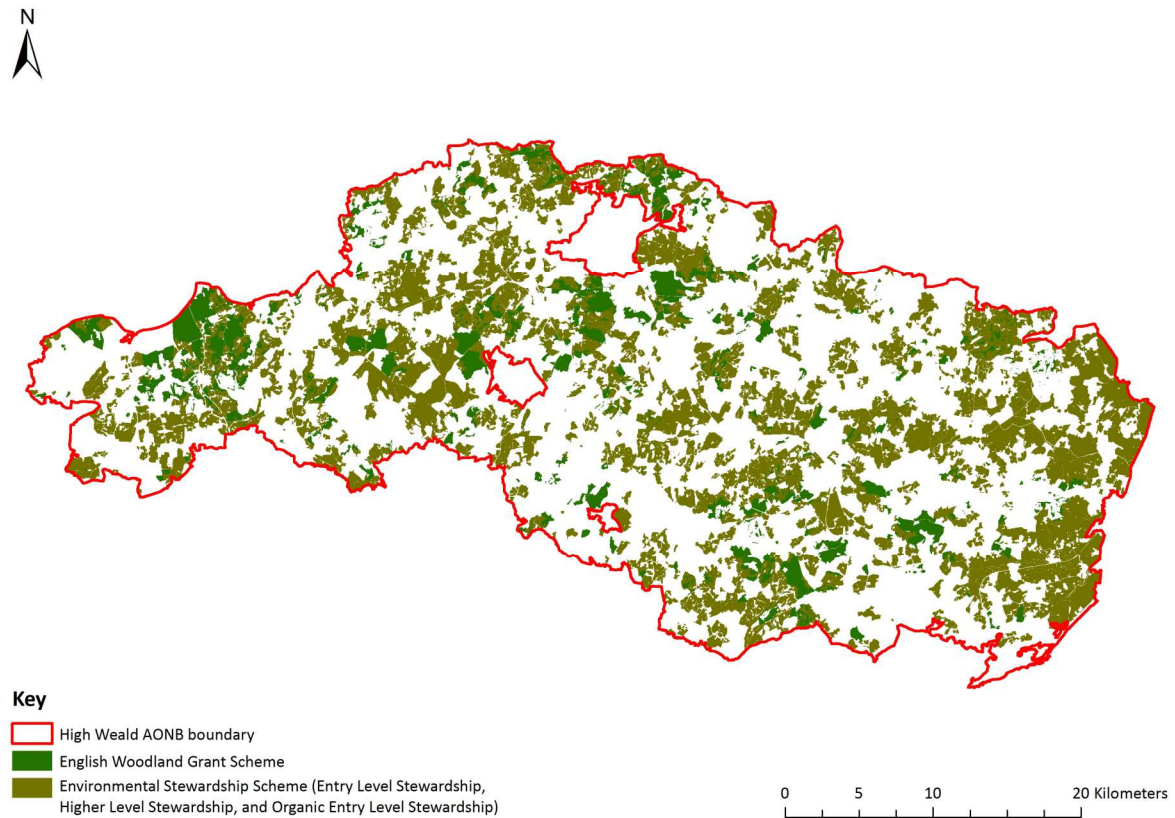 N
Key
High Weald AONB boundary
English Woodland Grant Scheme
Environmental Stewardship Scheme (Entry Level Stewardship,
Higher Level Stewardship, and Organic Entry Level Stewardship)
0 5 10 20 Kilometers